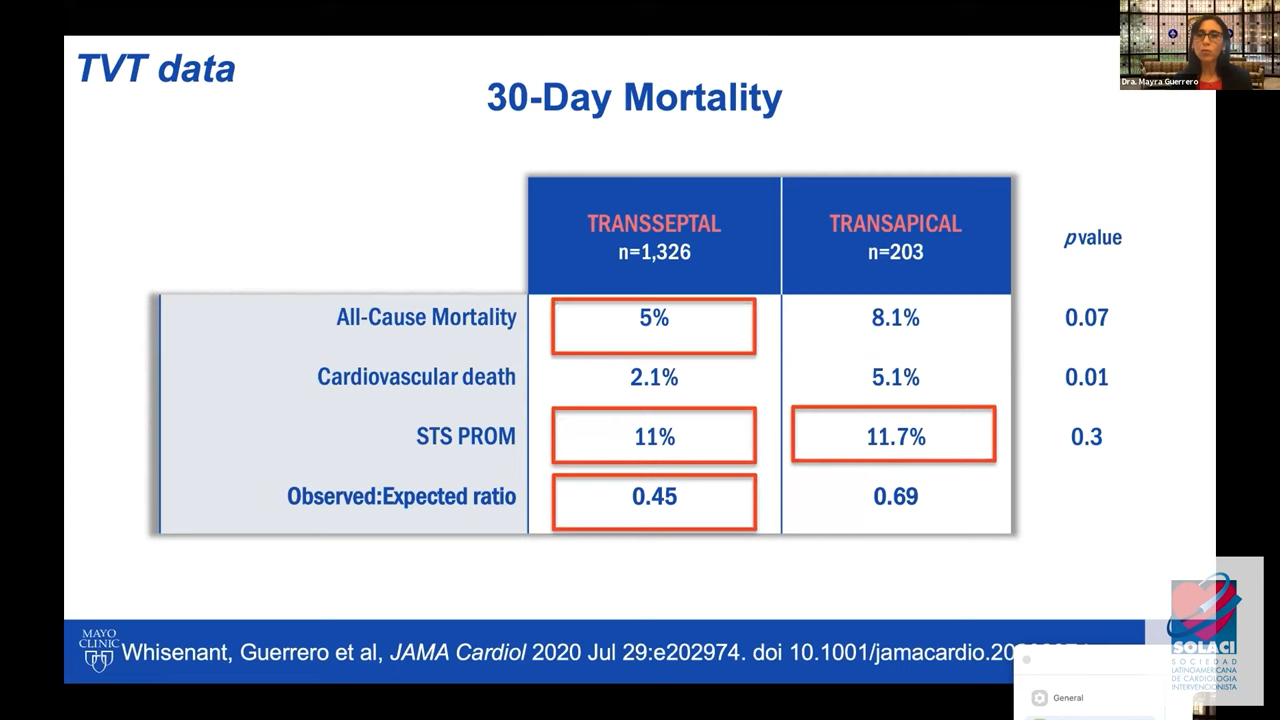 TVT data
Dra. Mayra Guerrero
30-Day Mortality
TRANSSEPTAL
n=1,326
TRANSAPICAL
n=203
p value
All-Cause Mortality 5% 8.1% 0.07
Cardiovascular death 2.1% 5.1% 0.01
STS PROM 11% 11.7% 0.3
Observed:Expected ratio 0.45 0.69
MAYO
CLINIC
Whisenant, Guerrero et al, JAMA Cardiol 2020 Jul 29:e202974. doi 10.1001/jamacardio.20
SOLACI
SOCIEDAD
LATINOAMERICANA
DE CARDIOLOGIA
INTERVENCIONISTA
General